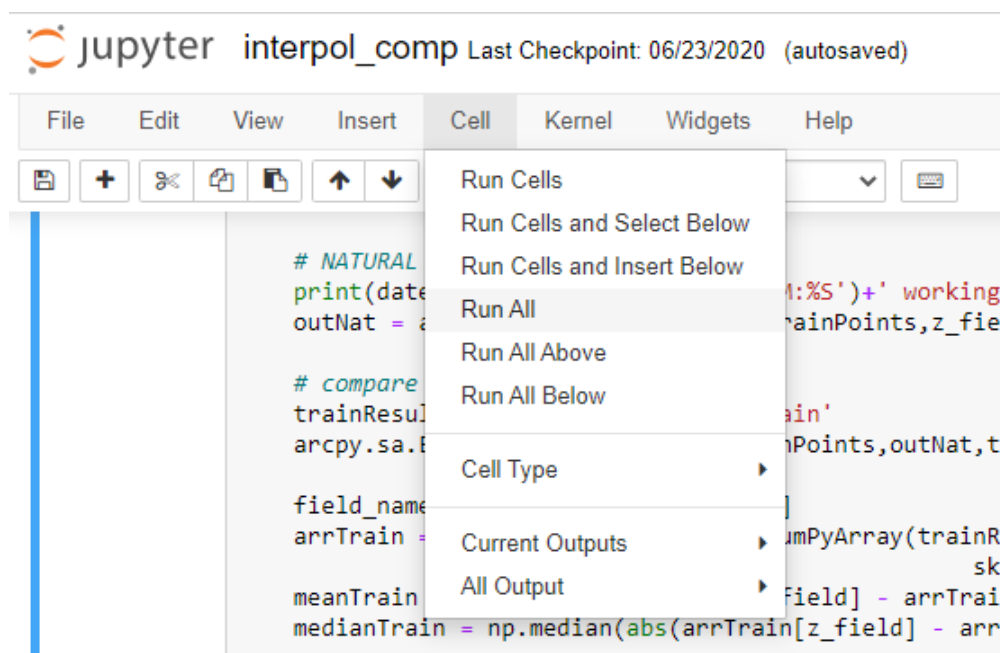 jupyter interpol_comp Last Checkpoint: 06/23/2020 (autosaved)
File Edit View Insert Cell Kernel Widgets Help
Run Cells
Run Cells and Select Below
Run Cells and Insert Below
Run All
Run All Above
Run All Below
Cell Type
Current Outputs
All Output
# NATURAL
print(date :%S')+' working
outNat = rainPoints,z_fie
# compare
trainResul ain'
arcpy.sa. Points,outNat,t
field_name ]
arrTrain = umPyArray(trainR
sk
meanTrain field] - arrTrai
medianTrain = np.median(abs(arrTrain[z_field] - arr